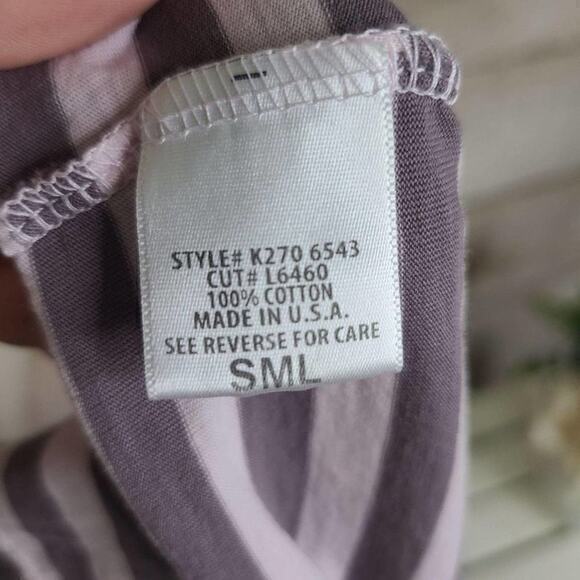 STYLE# K270 6543
CUT# L6460
100% COTTON
MADE IN U.S.A.
SEE REVERSE FOR CARE
SML